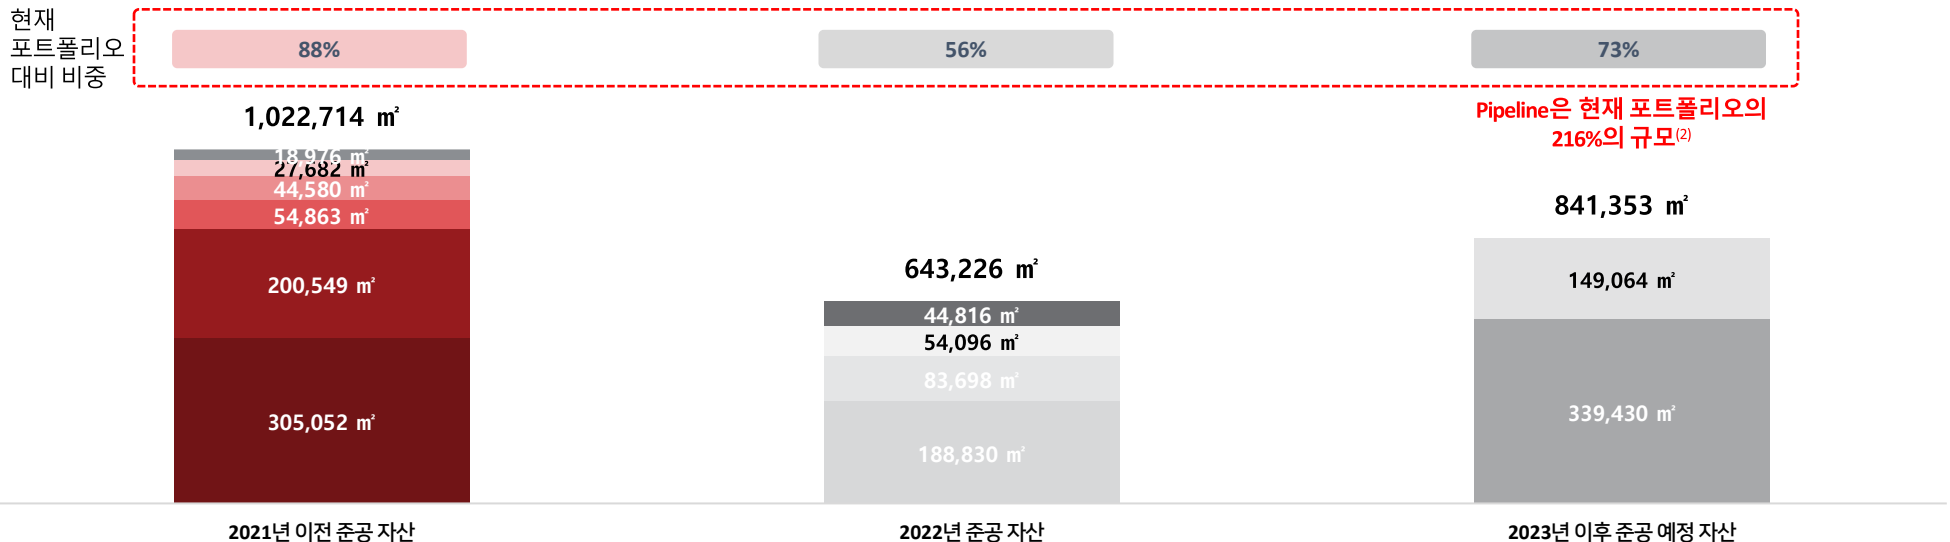 현재
포트폴리오
대비 비중
88%
56%
73%
Pipeline은 현재 포트폴리오의
216%의 규모(2)
1,022,714 ㎡
18,976 ㎡
27,682 ㎡
44,580 ㎡
54,863 ㎡
200,549 ㎡
305,052 ㎡
643,226 ㎡
44,816 ㎡
54,096 ㎡
83,698 ㎡
188,830 ㎡
841,353 ㎡
149,064 ㎡
339,430 ㎡
2021년 이전 준공 자산
2022년 준공 자산
2023년 이후 준공 예정 자산